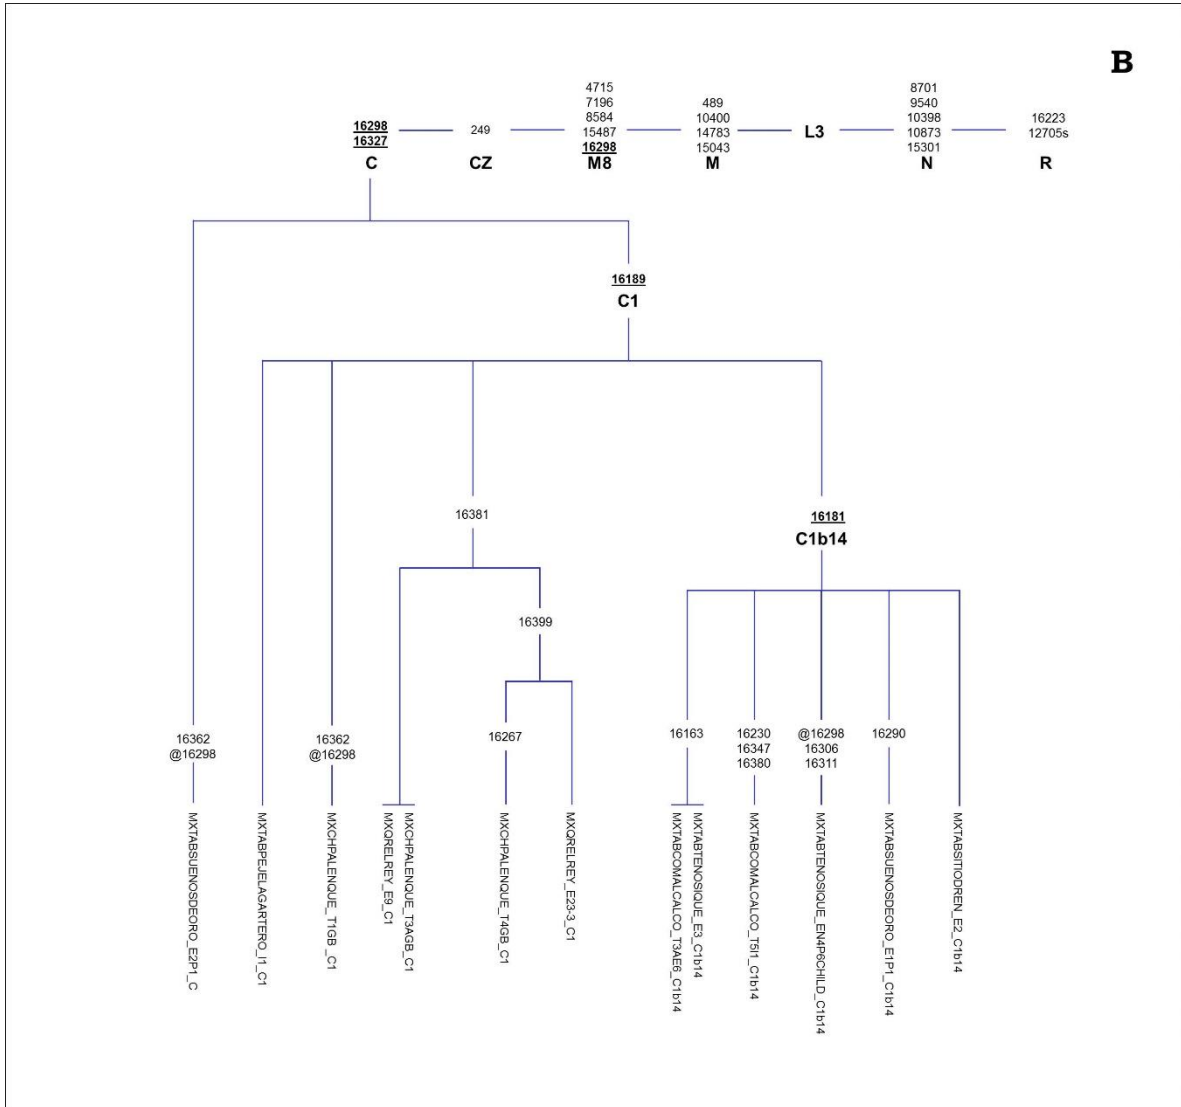 B
4715
7196
8584
15487
16298
M8
489
10400
14783
15043
M
8701
9540
10398
10873
15301
N
16298
16327
C
249
CZ
L3
16223
12705s
R
16189
C1
16381
16181
C1b14
16399
16362
@16298
16362
@16298
16267
16163
16230
16347
16380
@16298
16306
16311
16290
MXTABSUENOSDEORO_E2P1_C
MXTABPEJELAGARTERO_I1_C1
MXCHPALENQUE_T1GB_C1
MXQRELREY_E9_C1
MXCHPALENQUE_T3AGB_C1
MXCHPALENQUE_T4GB_C1
MXQRELREY_E23-3_C1
MXTABCOMALCALCO_T3AE6_C1b14
MXTABTENOSIQUE_E3_C1b14
MXTABCOMALCALCO_T5I1_C1b14
MXTABTENOSIQUE_EN4P6CHILD_C1b14
MXTABSUENOSDEORO_E1P1_C1b14
MXTABSITIODREN_E2_C1b14